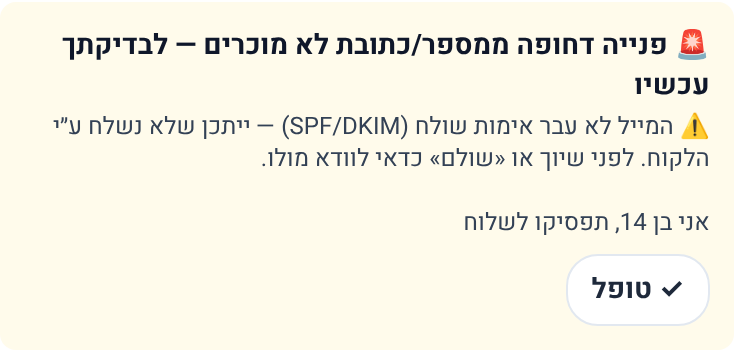 🚨 פנייה דחופה ממספר/כתובת לא מוכרים — לבדיקתך
עכשיו
⚠️ המייל לא עבר אימות שולח (SPF/DKIM) — ייתכן שלא נשלח ע״י
הלקוח. לפני שיוך או «שולם» כדאי לוודא מולו.
אני בן 14, תפסיקו לשלוח
✓ טופל